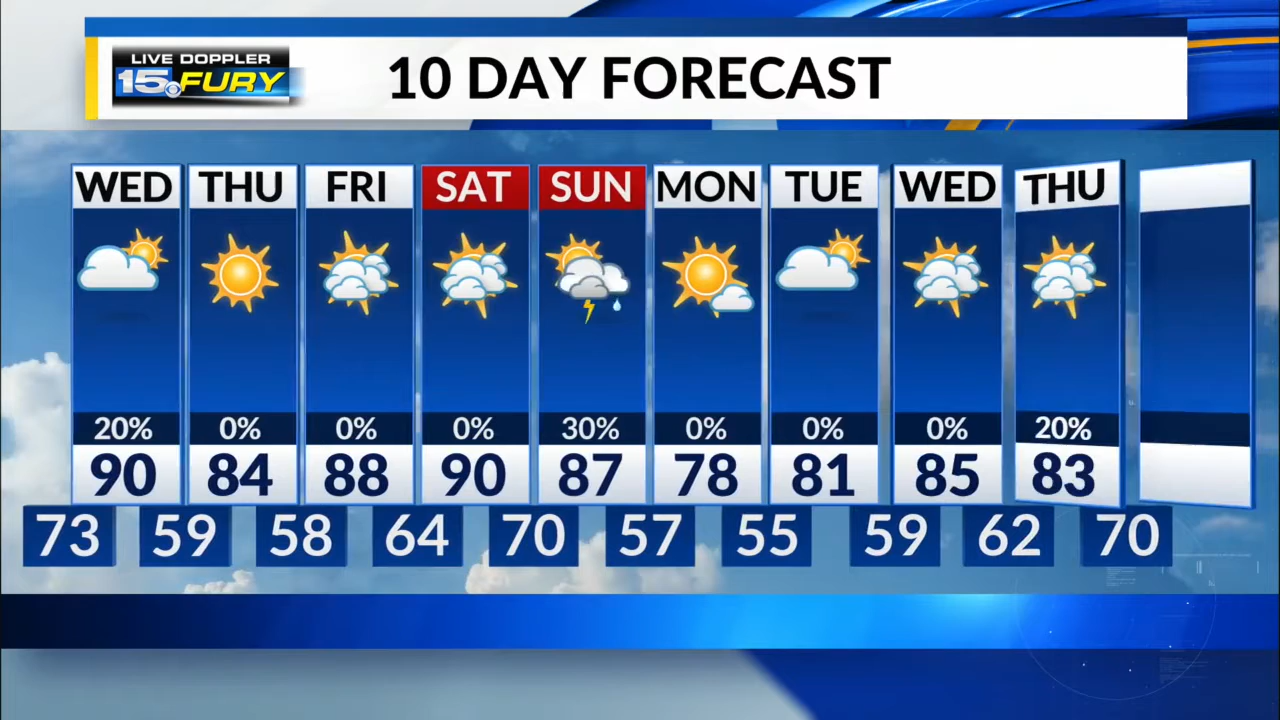 LIVE DOPPLER
15 FURY
10 DAY FORECAST
WED THU FRI SAT SUN MON TUE WED THU
20% 0% 0% 0% 30% 0% 0% 0% 20%
90 84 88 90 87 78 81 85 83
73 59 58 64 70 57 55 59 62 70